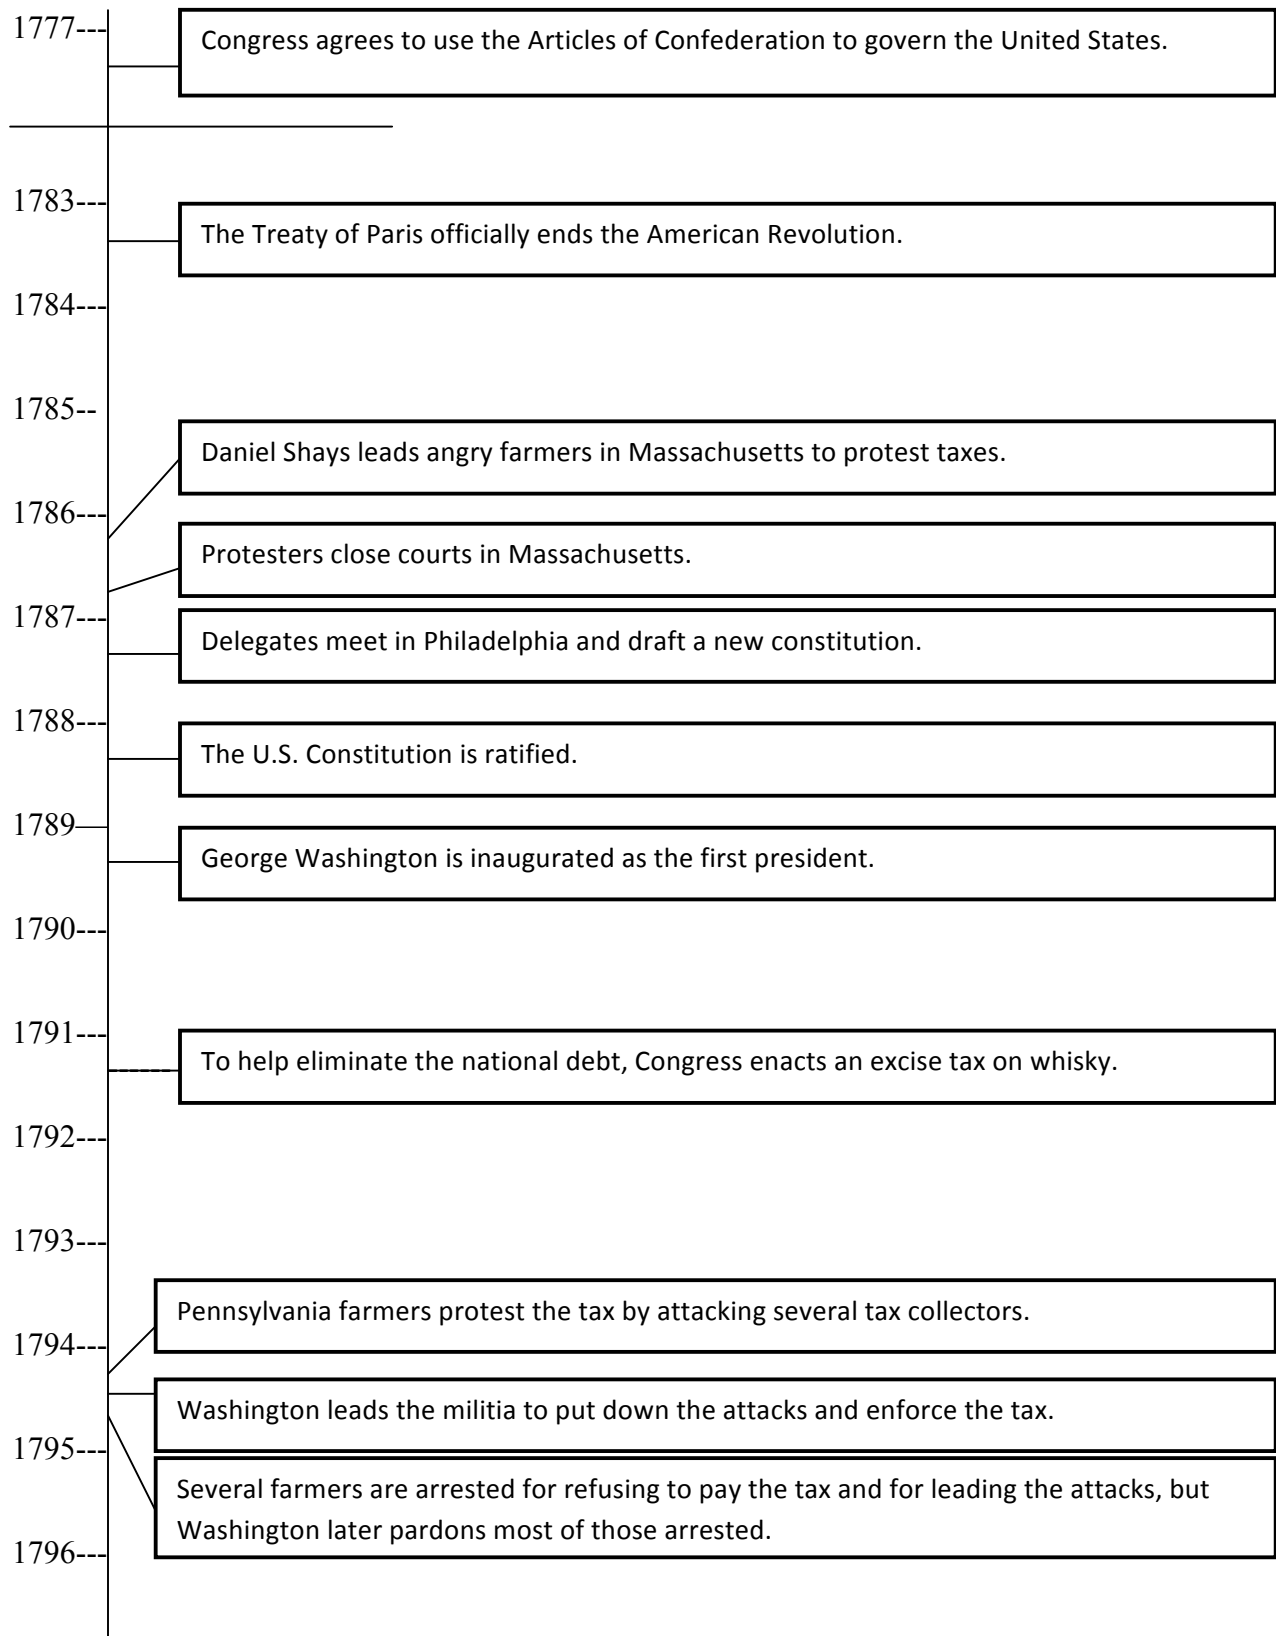 1777---
Congress agrees to use the Articles of Confederation to govern the United States.
1783---
The Treaty of Paris officially ends the American Revolution.
1784---
1785--
Daniel Shays leads angry farmers in Massachusetts to protest taxes.
1786---
Protesters close courts in Massachusetts.
1787---
Delegates meet in Philadelphia and draft a new constitution.
1788---
The U.S. Constitution is ratified.
1789—
George Washington is inaugurated as the first president.
1790---
1791---
To help eliminate the national debt, Congress enacts an excise tax on whisky.
1792---
1793---
Pennsylvania farmers protest the tax by attacking several tax collectors.
1794---
Washington leads the militia to put down the attacks and enforce the tax.
1795---
Several farmers are arrested for refusing to pay the tax and for leading the attacks, but
Washington later pardons most of those arrested.
1796---